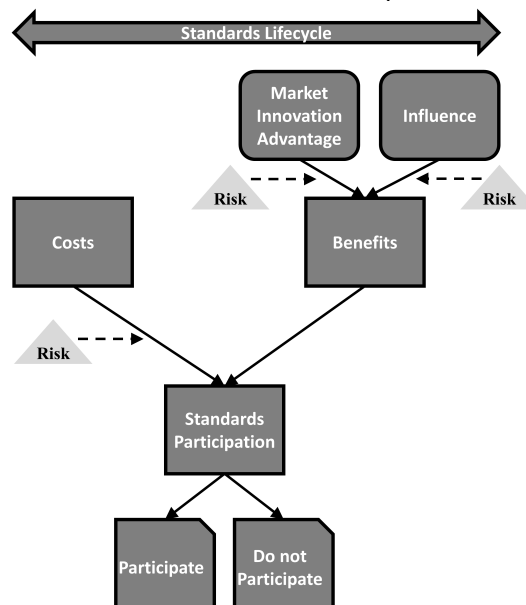 Standards Lifecycle
Market
Innovation
Advantage
Influence
Risk
Risk
Costs
Benefits
Risk
Standards
Participation
Participate
Do not
Participate